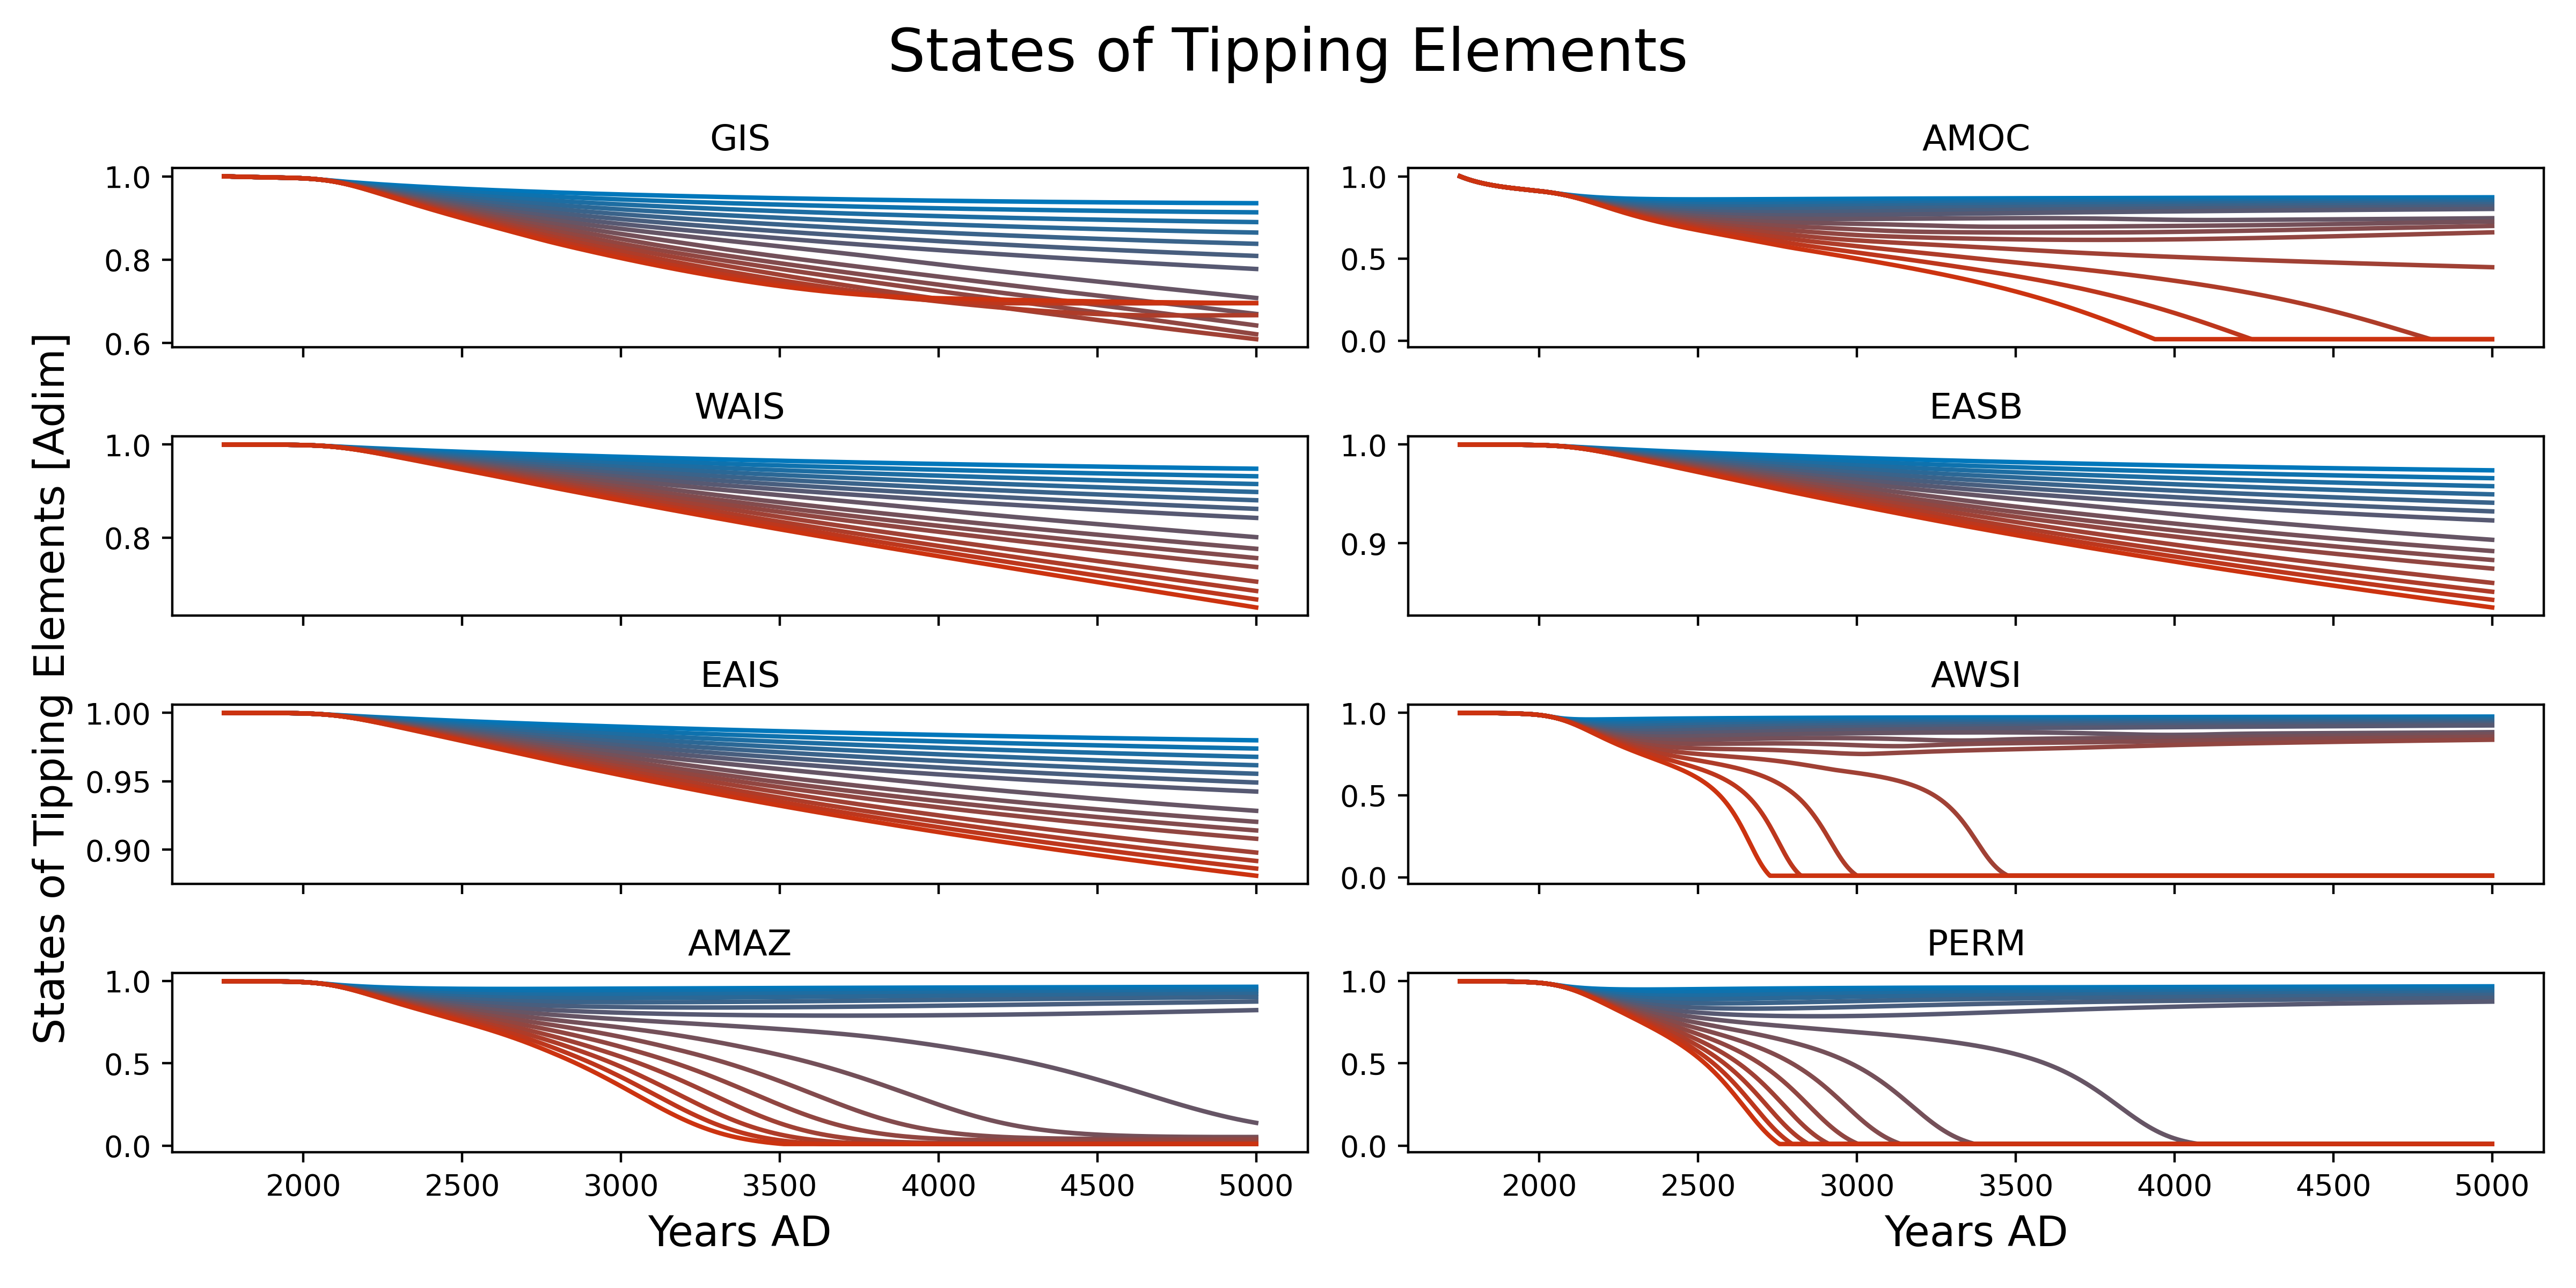 States of Tipping Elements
States of Tipping Elements [Adim]
GIS
1.0
0.8
0.6
AMOC
1.0
0.5
0.0
WAIS
1.0
0.8
EASB
1.0
0.9
EAIS
1.00
0.95
0.90
AWSI
1.0
0.5
0.0
AMAZ
1.0
0.5
0.0
2000 2500 3000 3500 4000 4500 5000
Years AD
PERM
1.0
0.5
0.0
2000 2500 3000 3500 4000 4500 5000
Years AD